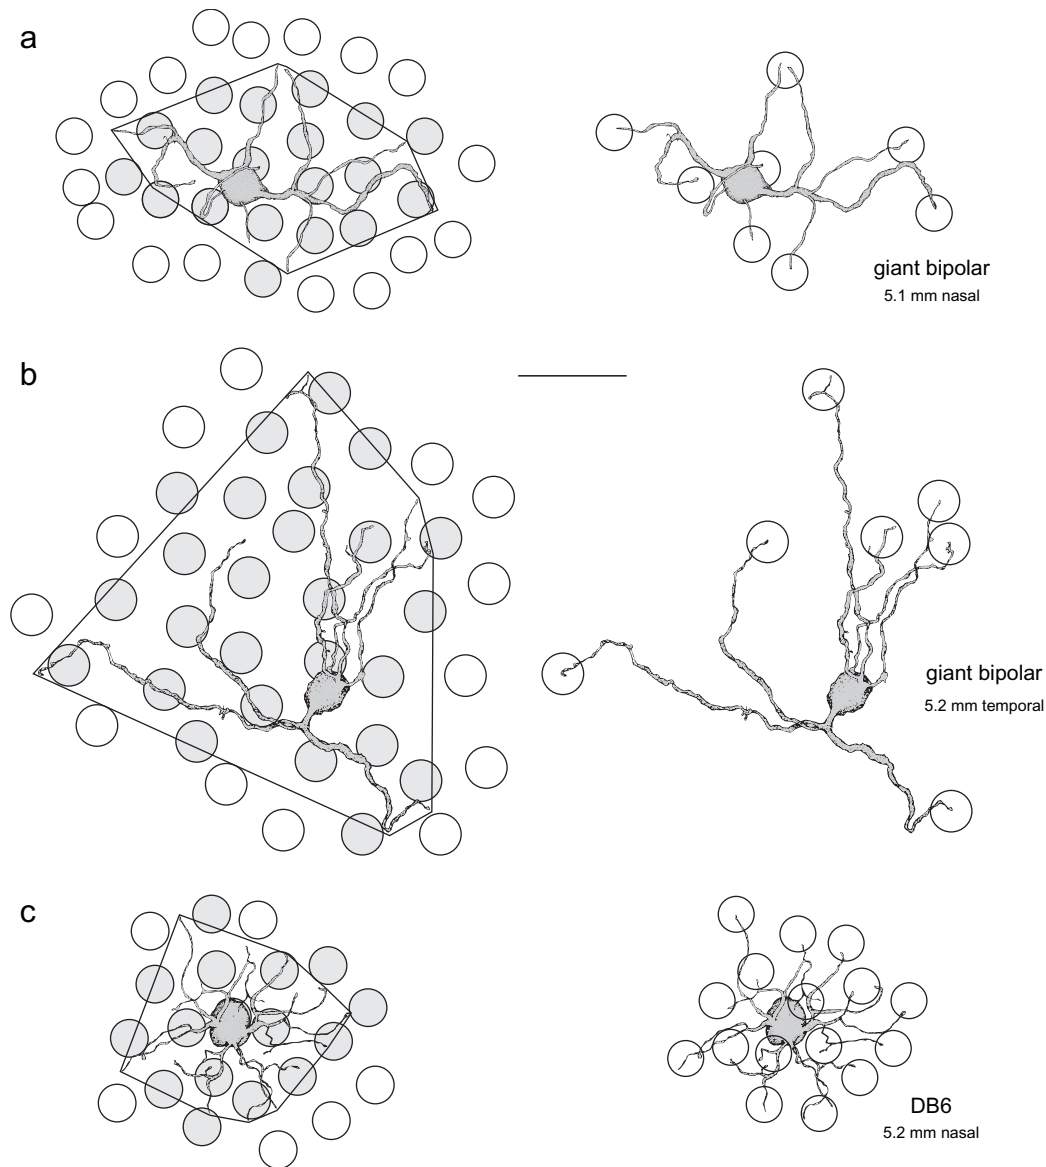 a
giant bipolar
5.1 mm nasal
b
giant bipolar
5.2 mm temporal
c
DB6
5.2 mm nasal